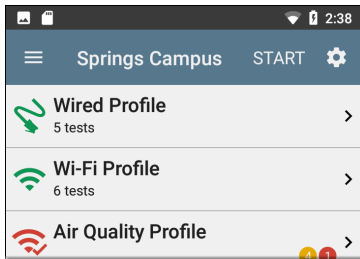 2:38
Springs Campus START
Wired Profile
5 tests
Wi-Fi Profile
6 tests
Air Quality Profile
4 1